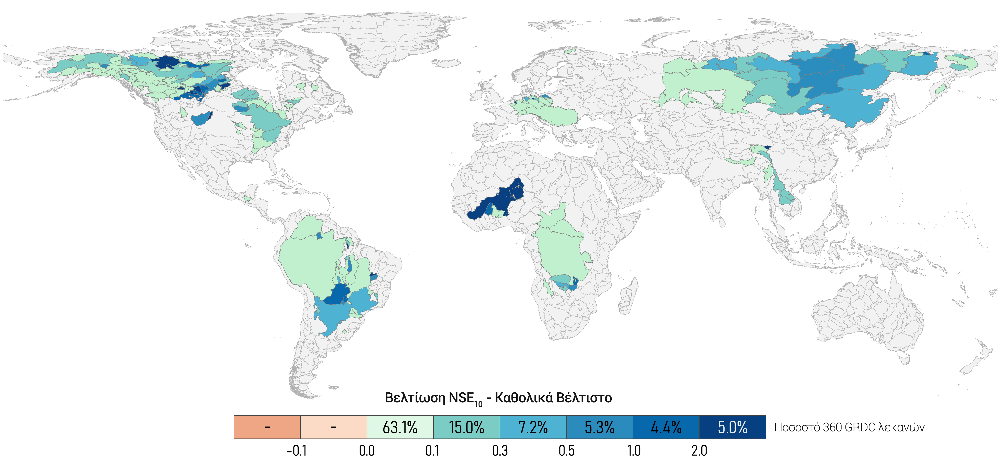 Βελτίωση NSE10 - Καθολικά Βέλτιστο
- - 63.1% 15.0% 7.2% 5.3% 4.4% 5.0% Ποσοστό 360 GRDC λεκανών
-0.1 0.0 0.1 0.3 0.5 1.0 2.0